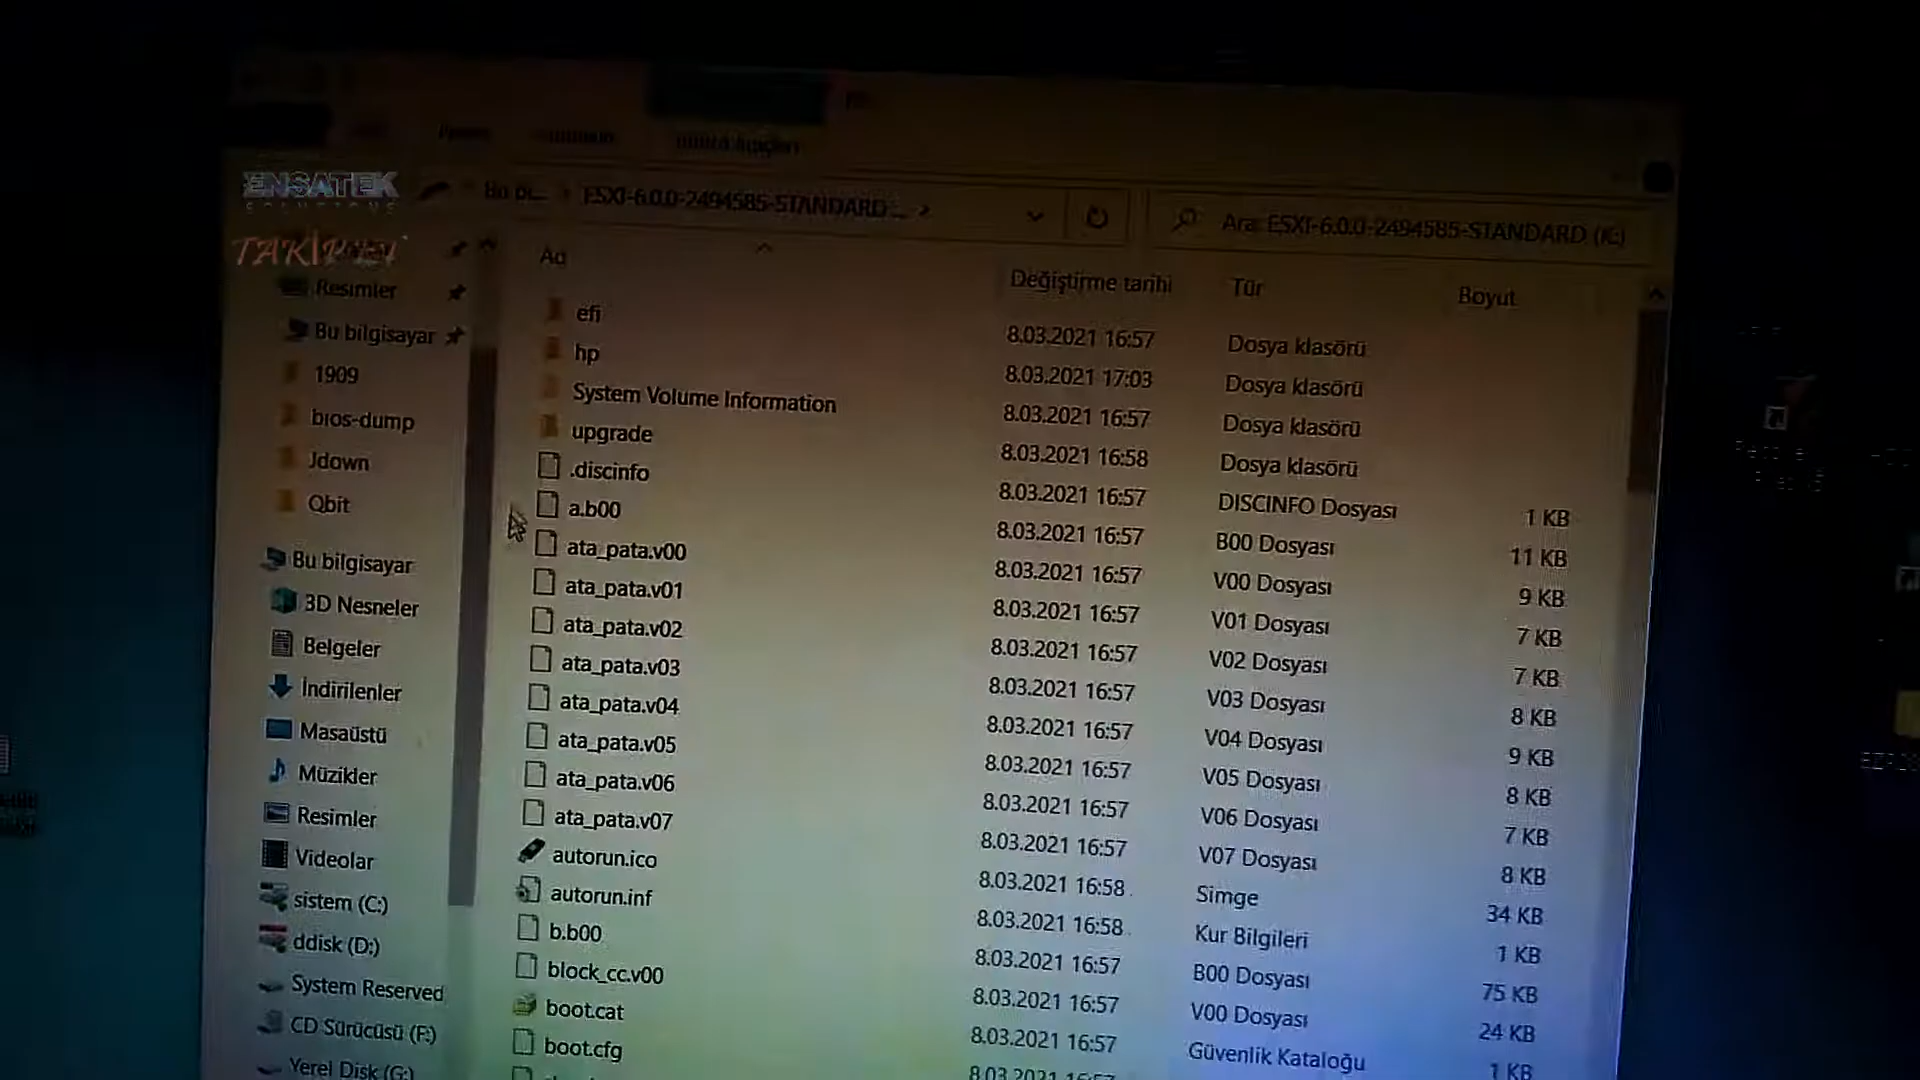 ENSATEK
SOLUTIONS
ESXI-6.0.0-2494585-STANDARD ...
Ara: ESXI-6.0.0-2494585-STANDARD (K:)
Ad Değiştirme tarihi Tür Boyut
Resimler
Bu bilgisayar
1909
bios-dump
Jdown
Qbit
Bu bilgisayar
3D Nesneler
Belgeler
İndirilenler
Masaüstü
Müzikler
Resimler
Videolar
sistem (C:)
ddisk (D:)
System Reserved
CD Sürücüsü (F:)
Yerel Disk (G:)
efi 8.03.2021 16:57 Dosya klasörü
hp 8.03.2021 17:03 Dosya klasörü
System Volume Information 8.03.2021 16:57 Dosya klasörü
upgrade 8.03.2021 16:58 Dosya klasörü
.discinfo 8.03.2021 16:57 DISCINFO Dosyası 1 KB
a.b00 8.03.2021 16:57 B00 Dosyası 11 KB
ata_pata.v00 8.03.2021 16:57 V00 Dosyası 9 KB
ata_pata.v01 8.03.2021 16:57 V01 Dosyası 7 KB
ata_pata.v02 8.03.2021 16:57 V02 Dosyası 7 KB
ata_pata.v03 8.03.2021 16:57 V03 Dosyası 8 KB
ata_pata.v04 8.03.2021 16:57 V04 Dosyası 9 KB
ata_pata.v05 8.03.2021 16:57 V05 Dosyası 8 KB
ata_pata.v06 8.03.2021 16:57 V06 Dosyası 7 KB
ata_pata.v07 8.03.2021 16:57 V07 Dosyası 8 KB
autorun.ico 8.03.2021 16:58 Simge 34 KB
autorun.inf 8.03.2021 16:58 Kur Bilgileri 1 KB
b.b00 8.03.2021 16:57 B00 Dosyası 75 KB
block_cc.v00 8.03.2021 16:57 V00 Dosyası 24 KB
boot.cat 8.03.2021 16:57 Güvenlik Kataloğu 1 KB
boot.cfg